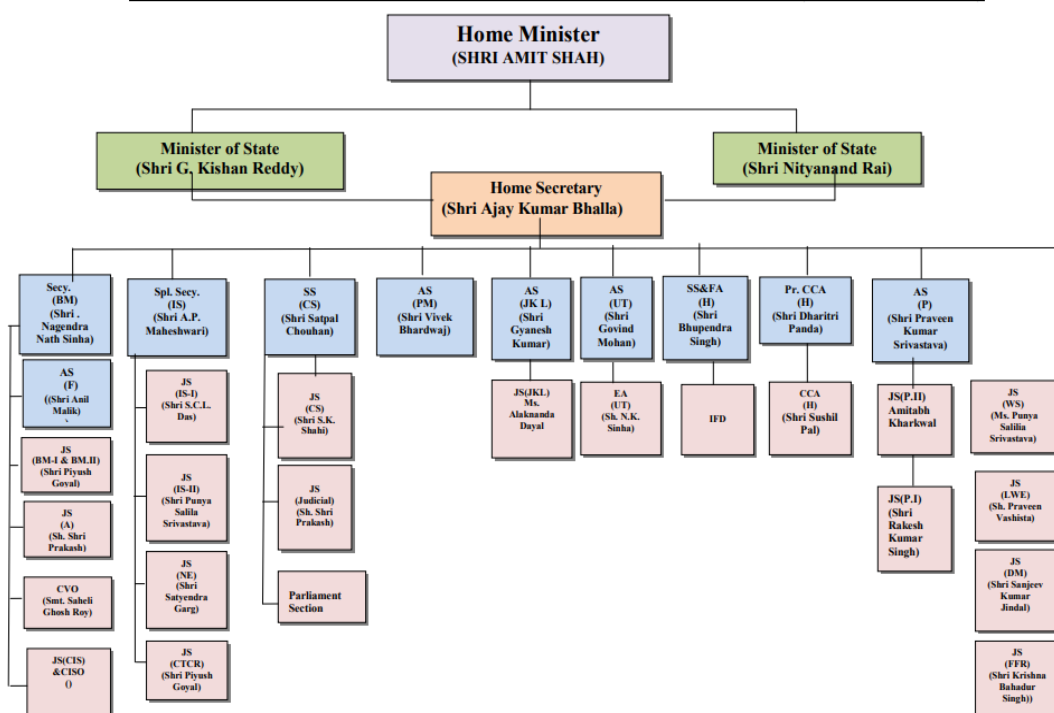 Home Minister
(SHRI AMIT SHAH)
Minister of State
(Shri G. Kishan Reddy)
Minister of State
(Shri Nityanand Rai)
Home Secretary
(Shri Ajay Kumar Bhalla)
Secy.
(BM)
(Shri .
Nagendra
Nath Sinha)
Spl. Secy.
(IS)
(Shri A.P.
Maheshwari)
SS
(CS)
(Shri Satpal
Chouhan)
AS
(PM)
(Shri Vivek
Bhardwaj)
AS
(JK L)
(Shri
Gyanesh
Kumar)
AS
(UT)
(Shri
Govind
Mohan)
SS&FA
(H)
(Shri
Bhupendra
Singh)
Pr. CCA
(H)
(Shri Dharitri
Panda)
AS
(P)
(Shri Praveen
Kumar
Srivastava)
AS
(F)
((Shri Anil
Malik)
JS
(BM-I & BM.II)
(Shri Piyush
Goyal)
JS
(A)
(Sh. Shri
Prakash)
CVO
(Smt. Saheli
Ghosh Roy)
JS(CIS)
&CISO
()
JS
(IS-I)
(Shri S.C.L.
Das)
JS
(IS-II)
(Shri Punya
Salila
Srivastava)
JS
(NE)
(Shri
Satyendra
Garg)
JS
(CTCR)
(Shri Piyush
Goyal)
JS
(CS)
(Shri S.K.
Shahi)
JS
(Judicial)
(Sh. Shri
Prakash)
Parliament
Section
JS(JKL)
Ms.
Alaknanda
Dayal
EA
(UT)
(Sh. N.K.
Sinha)
IFD
CCA
(H)
(Shri Sushil
Pal)
JS(P.II)
Amitabh
Kharkwal
JS(P.I)
(Shri
Rakesh
Kumar
Singh)
JS
(WS)
(Ms. Punya
Salilia
Srivastava)
JS
(LWE)
(Sh. Praveen
Vashista)
JS
(DM)
(Shri Sanjeev
Kumar
Jindal)
JS
(FFR)
(Shri Krishna
Bahadur
Singh))